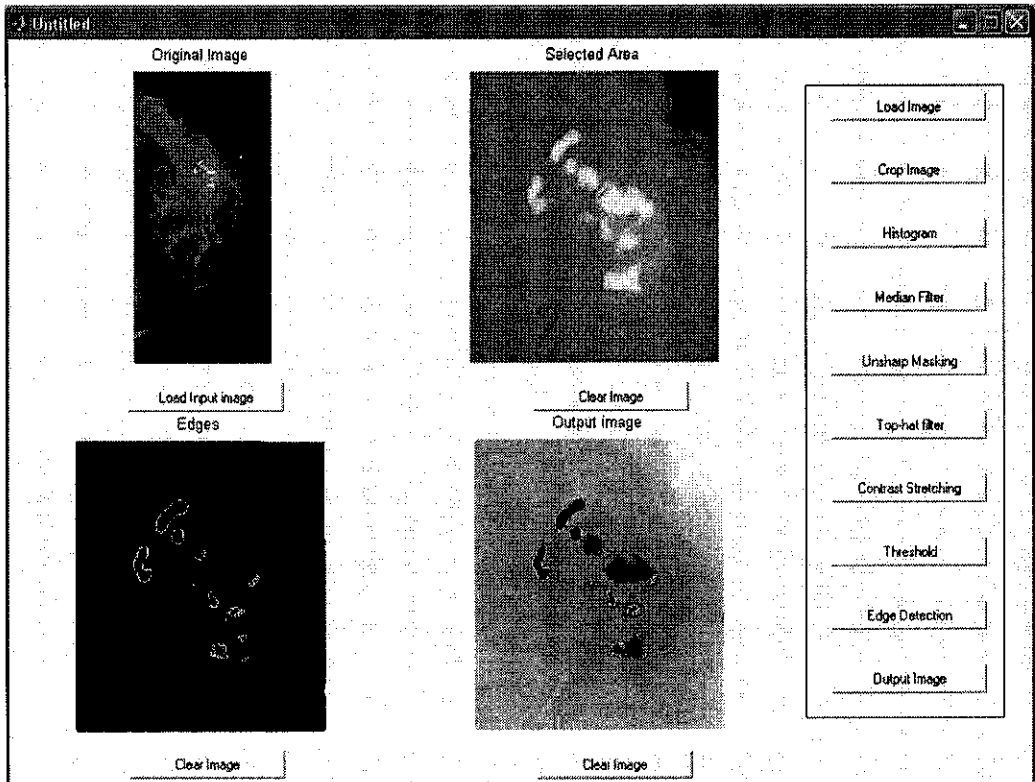 Untitled
Original Image
Selected Area
Load Image
Crop Image
Histogram
Median Filter
Unsharp Masking
Top-hat filter
Contrast Stretching
Threshold
Edge Detection
Output Image
Load Input image
Clear Image
Edges
Output image
Clear Image
Clear Image